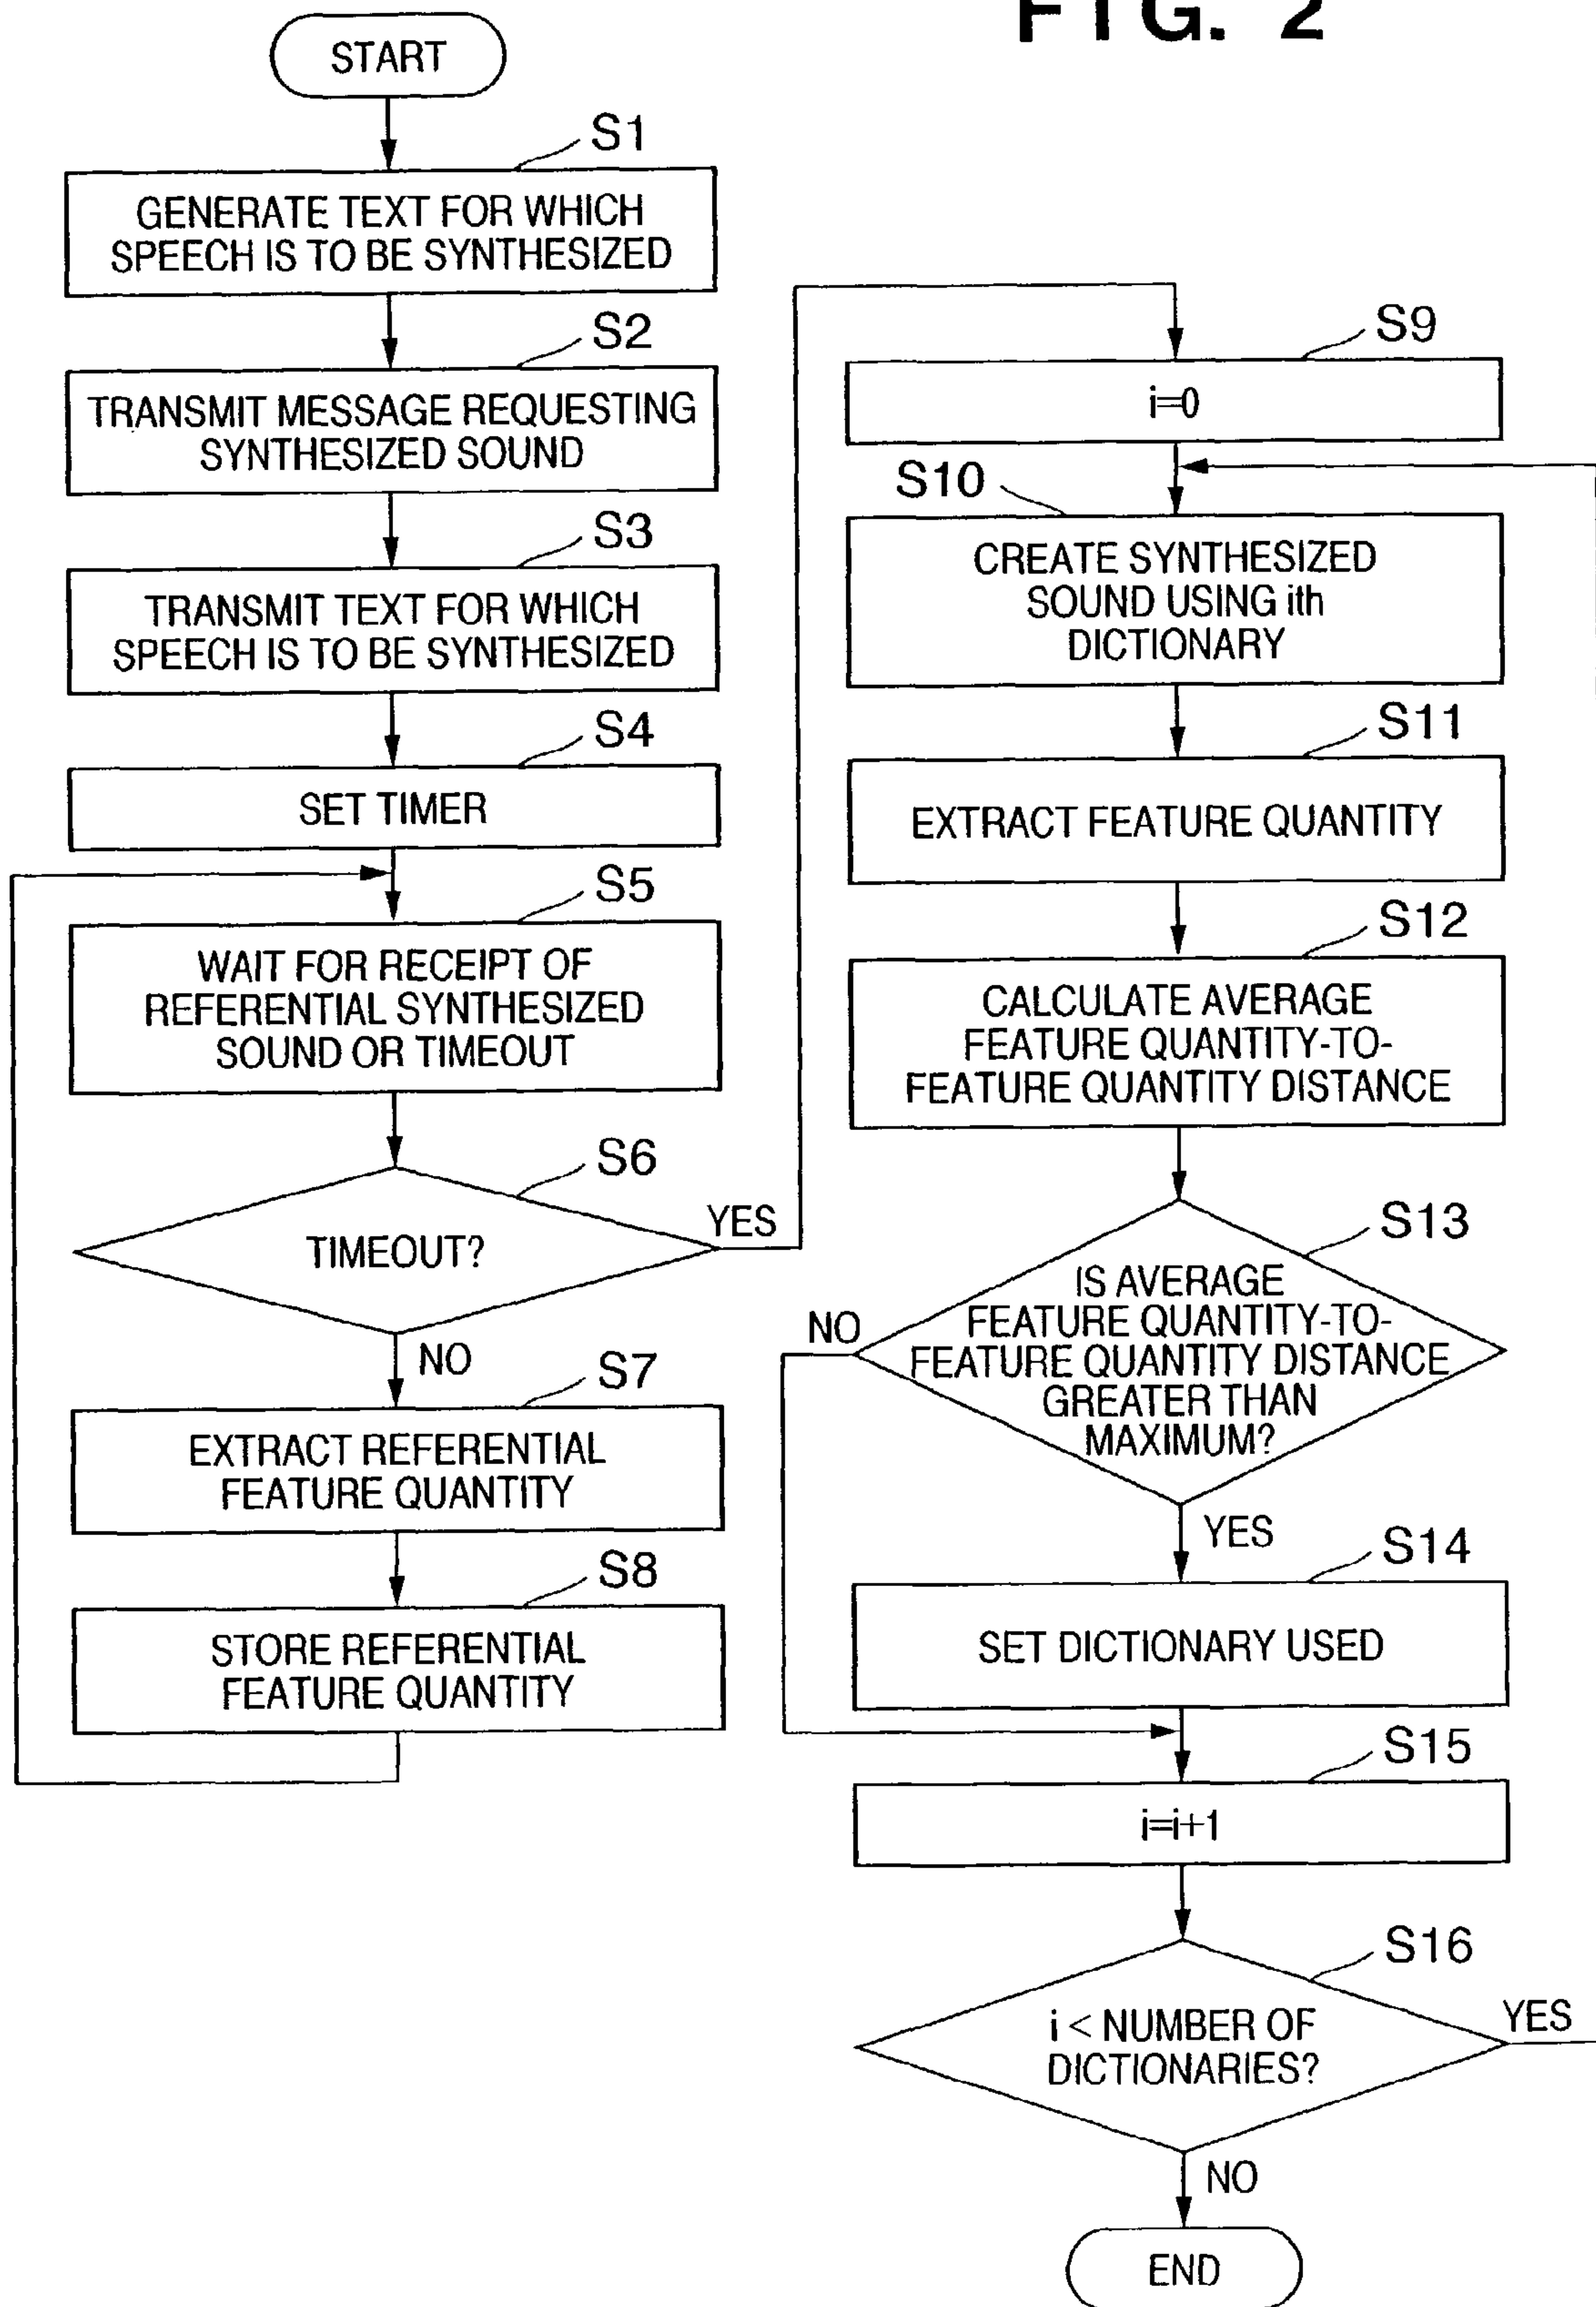 FIG. 2
START
S1
GENERATE TEXT FOR WHICH
SPEECH IS TO BE SYNTHESIZED
S2
TRANSMIT MESSAGE REQUESTING
SYNTHESIZED SOUND
S3
TRANSMIT TEXT FOR WHICH
SPEECH IS TO BE SYNTHESIZED
S4
SET TIMER
S5
WAIT FOR RECEIPT OF
REFERENTIAL SYNTHESIZED
SOUND OR TIMEOUT
S6
TIMEOUT?
YES
NO
S7
EXTRACT REFERENTIAL
FEATURE QUANTITY
S8
STORE REFERENTIAL
FEATURE QUANTITY
S9
i=0
S10
CREATE SYNTHESIZED
SOUND USING ith
DICTIONARY
S11
EXTRACT FEATURE QUANTITY
S12
CALCULATE AVERAGE
FEATURE QUANTITY-TO-
FEATURE QUANTITY DISTANCE
S13
IS AVERAGE
FEATURE QUANTITY-TO-
FEATURE QUANTITY DISTANCE
GREATER THAN
MAXIMUM?
NO
YES
S14
SET DICTIONARY USED
S15
i=i+1
S16
i < NUMBER OF
DICTIONARIES?
YES
NO
END